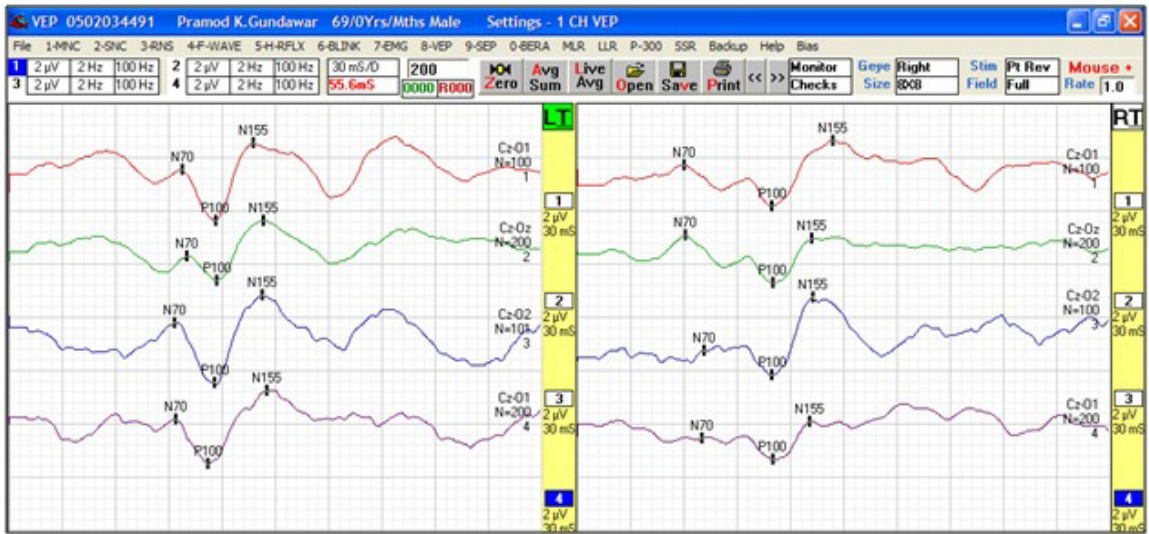 VEP 0502034491 Pramod K.Gundawar 69/0Yrs/Mths Male Settings - 1 CH VEP
File 1-MNC 2-SNC 3-RNS 4-F-WAVE 5-H-RFLX 6-BLINK 7-EMG 8-VEP 9-SEP 0-BERA MLR LLR P-300 SSR Backup Help Bias
1 2 µV 2 Hz 100 Hz 2 2 µV 2 Hz 100 Hz 30 mS/D 200 Zero Avg Sum Live Avg Open Save Print << >> Monitor Geye Right Stim Pt Rev Mouse +
3 2 µV 2 Hz 100 Hz 4 2 µV 2 Hz 100 Hz 55.6mS 0000 R000 Checks Size 8X8 Field Full Rate 1.0
LT
N70
P100
N155
Cz-O1
N=100
1
N70
P100
N155
Cz-Oz
N=200
2
N70
P100
N155
Cz-O2
N=101
3
N70
P100
N155
Cz-O1
N=200
4
1
2 µV
30 mS
2
2 µV
30 mS
3
2 µV
30 mS
4
2 µV
30 mS
RT
N70
P100
N155
Cz-O1
N=100
1
N70
P100
N155
Cz-Oz
N=200
2
N70
P100
N155
Cz-O2
N=100
3
N70
P100
N155
Cz-O1
N=200
4
1
2 µV
30 mS
2
2 µV
30 mS
3
2 µV
30 mS
4
2 µV
30 mS